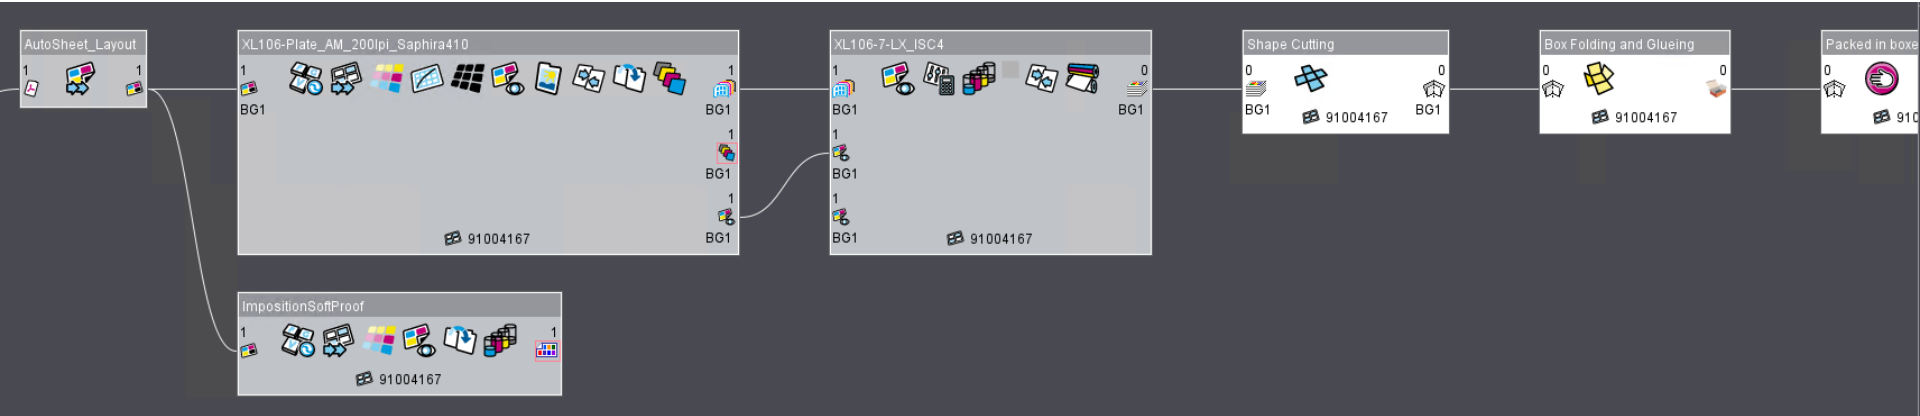 AutoSheet_Layout
1 1
XL106-Plate_AM_200lpi_Saphira410
1 1
BG1 BG1
1
BG1
1
BG1
91004167
XL106-7-LX_ISC4
1 0
BG1 BG1
1
BG1
1
BG1
91004167
Shape Cutting
0 0
BG1 BG1
91004167
Box Folding and Glueing
0 0
91004167
Packed in boxe
0
910
ImpositionSoftProof
1 1
91004167